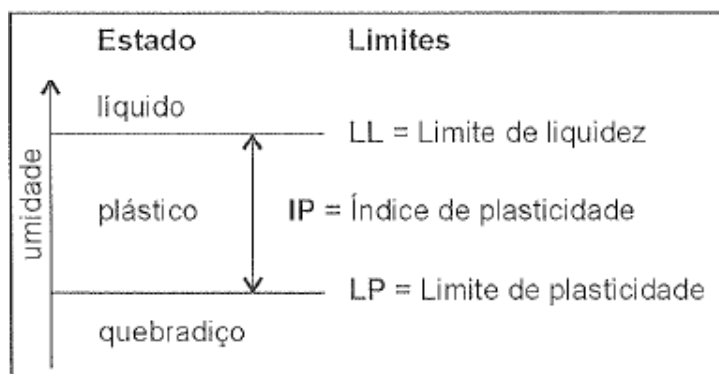 Estado Limites
líquido
LL = Limite de liquidez
umidade
plástico IP = Índice de plasticidade
LP = Limite de plasticidade
quebradiço